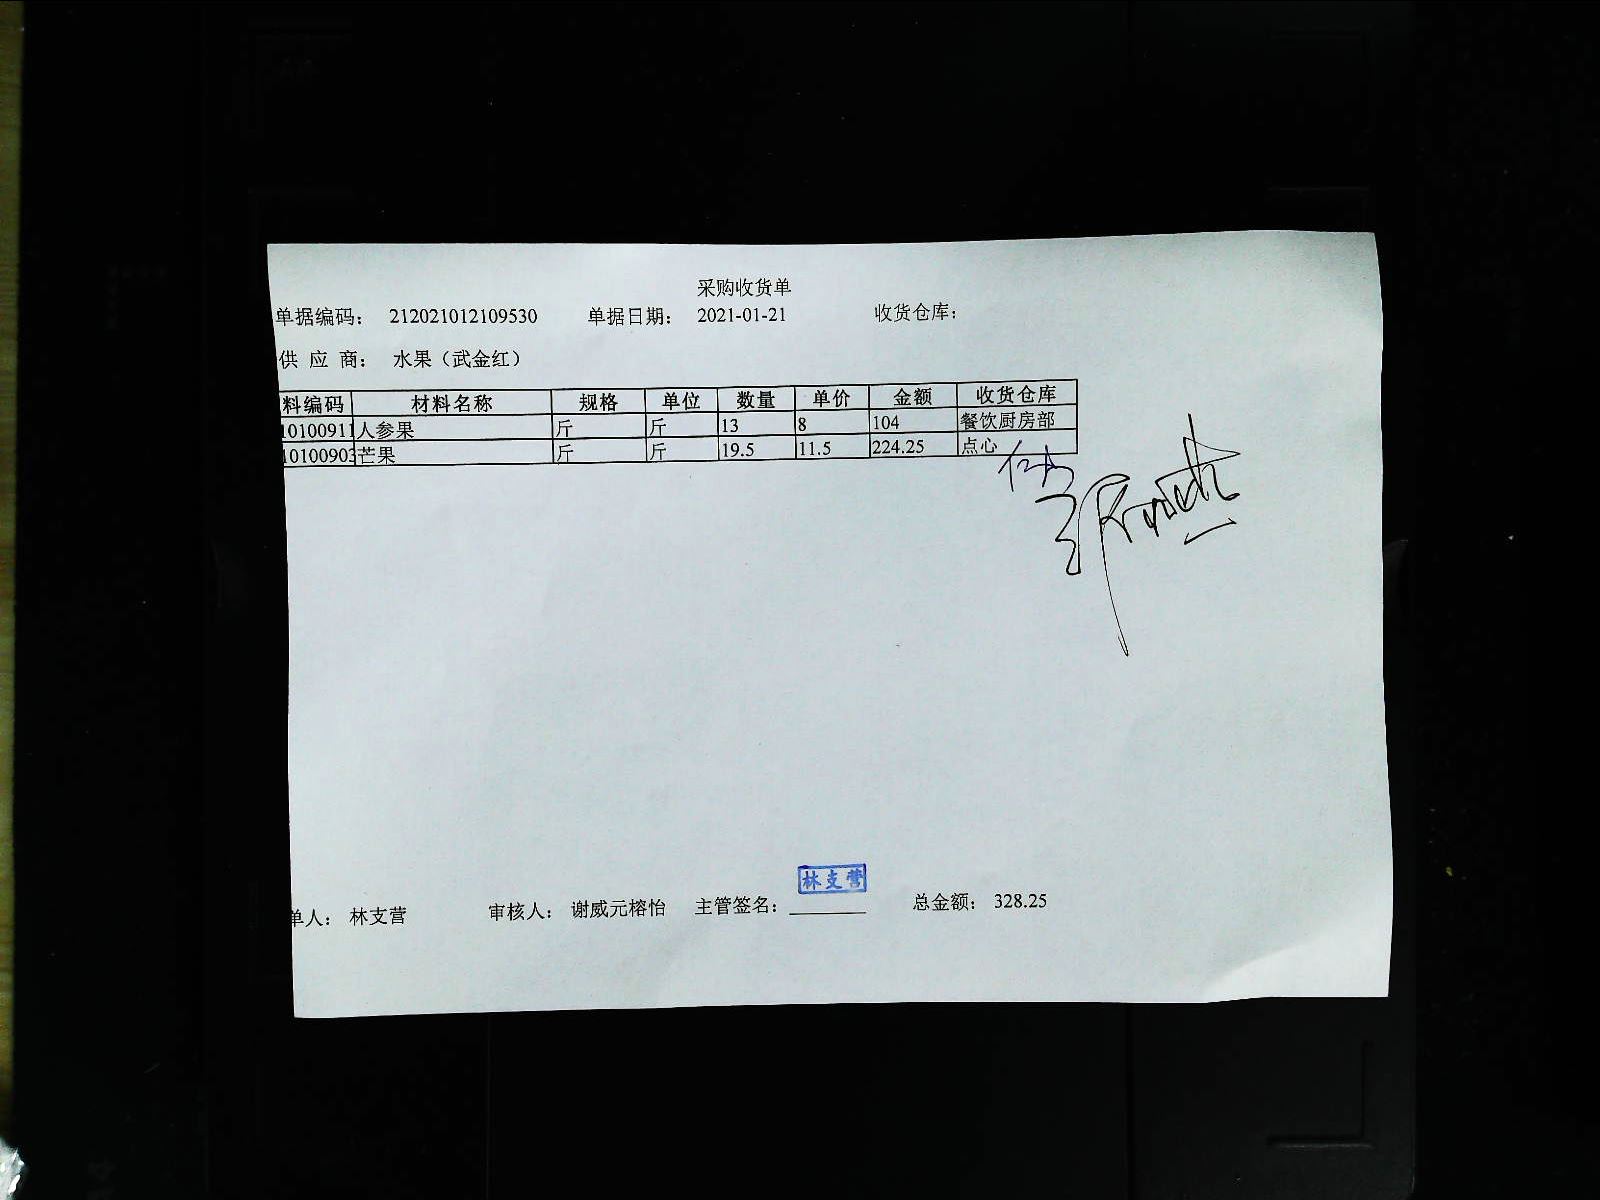 采购收货单
单据编码： 212021012109530 单据日期： 2021-01-21 收货仓库：
供 应 商： 水果（武金红）
料编码 材料名称 规格 单位 数量 单价 金额 收货仓库
10100911 人参果 斤 斤 13 8 104 餐饮厨房部
10100903 芒果 斤 斤 19.5 11.5 224.25 点心
林支营
单人： 林支营 审核人： 谢威元榕怡 主管签名： 总金额： 328.25